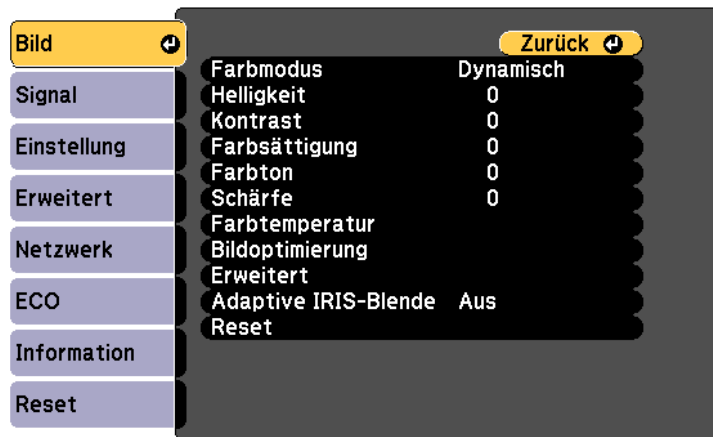 Bild
Signal
Einstellung
Erweitert
Netzwerk
ECO
Information
Reset
Zurück
Farbmodus Dynamisch
Helligkeit 0
Kontrast 0
Farbsättigung 0
Farbton 0
Schärfe 0
Farbtemperatur
Bildoptimierung
Erweitert
Adaptive IRIS-Blende Aus
Reset